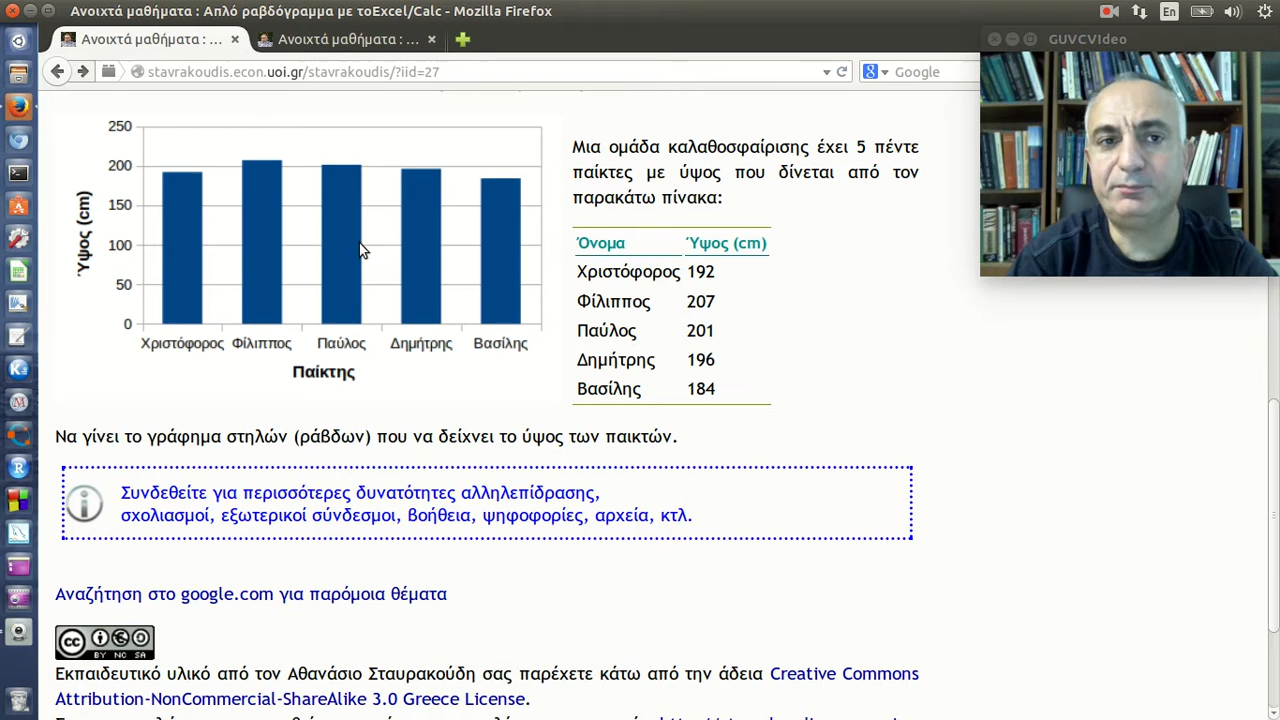 Ανοιχτά μαθήματα : Απλό ραβδόγραμμα με τοExcel/Calc - Mozilla Firefox
En
Ανοιχτά μαθήματα : ...
Ανοιχτά μαθήματα : ...
GUVCVIdeo
stavrakoudis.econ.uoi.gr/stavrakoudis/?iid=27
Google
250
200
150
100
50
0
Ύψος (cm)
Χριστόφορος Φίλιππος Παύλος Δημήτρης Βασίλης
Παίκτης
Μια ομάδα καλαθοσφαίρισης έχει 5 πέντε
παίκτες με ύψος που δίνεται από τον
παρακάτω πίνακα:
Όνομα Ύψος (cm)
Χριστόφορος 192
Φίλιππος 207
Παύλος 201
Δημήτρης 196
Βασίλης 184
Να γίνει το γράφημα στηλών (ράβδων) που να δείχνει το ύψος των παικτών.
Συνδεθείτε για περισσότερες δυνατότητες αλληλεπίδρασης,
σχολιασμοί, εξωτερικοί σύνδεσμοι, βοήθεια, ψηφοφορίες, αρχεία, κτλ.
Αναζήτηση στο google.com για παρόμοια θέματα
cc
BY NC SA
Εκπαιδευτικό υλικό από τον Αθανάσιο Σταυρακούδη σας παρέχετε κάτω από την άδεια Creative Commons
Attribution-NonCommercial-ShareAlike 3.0 Greece License.